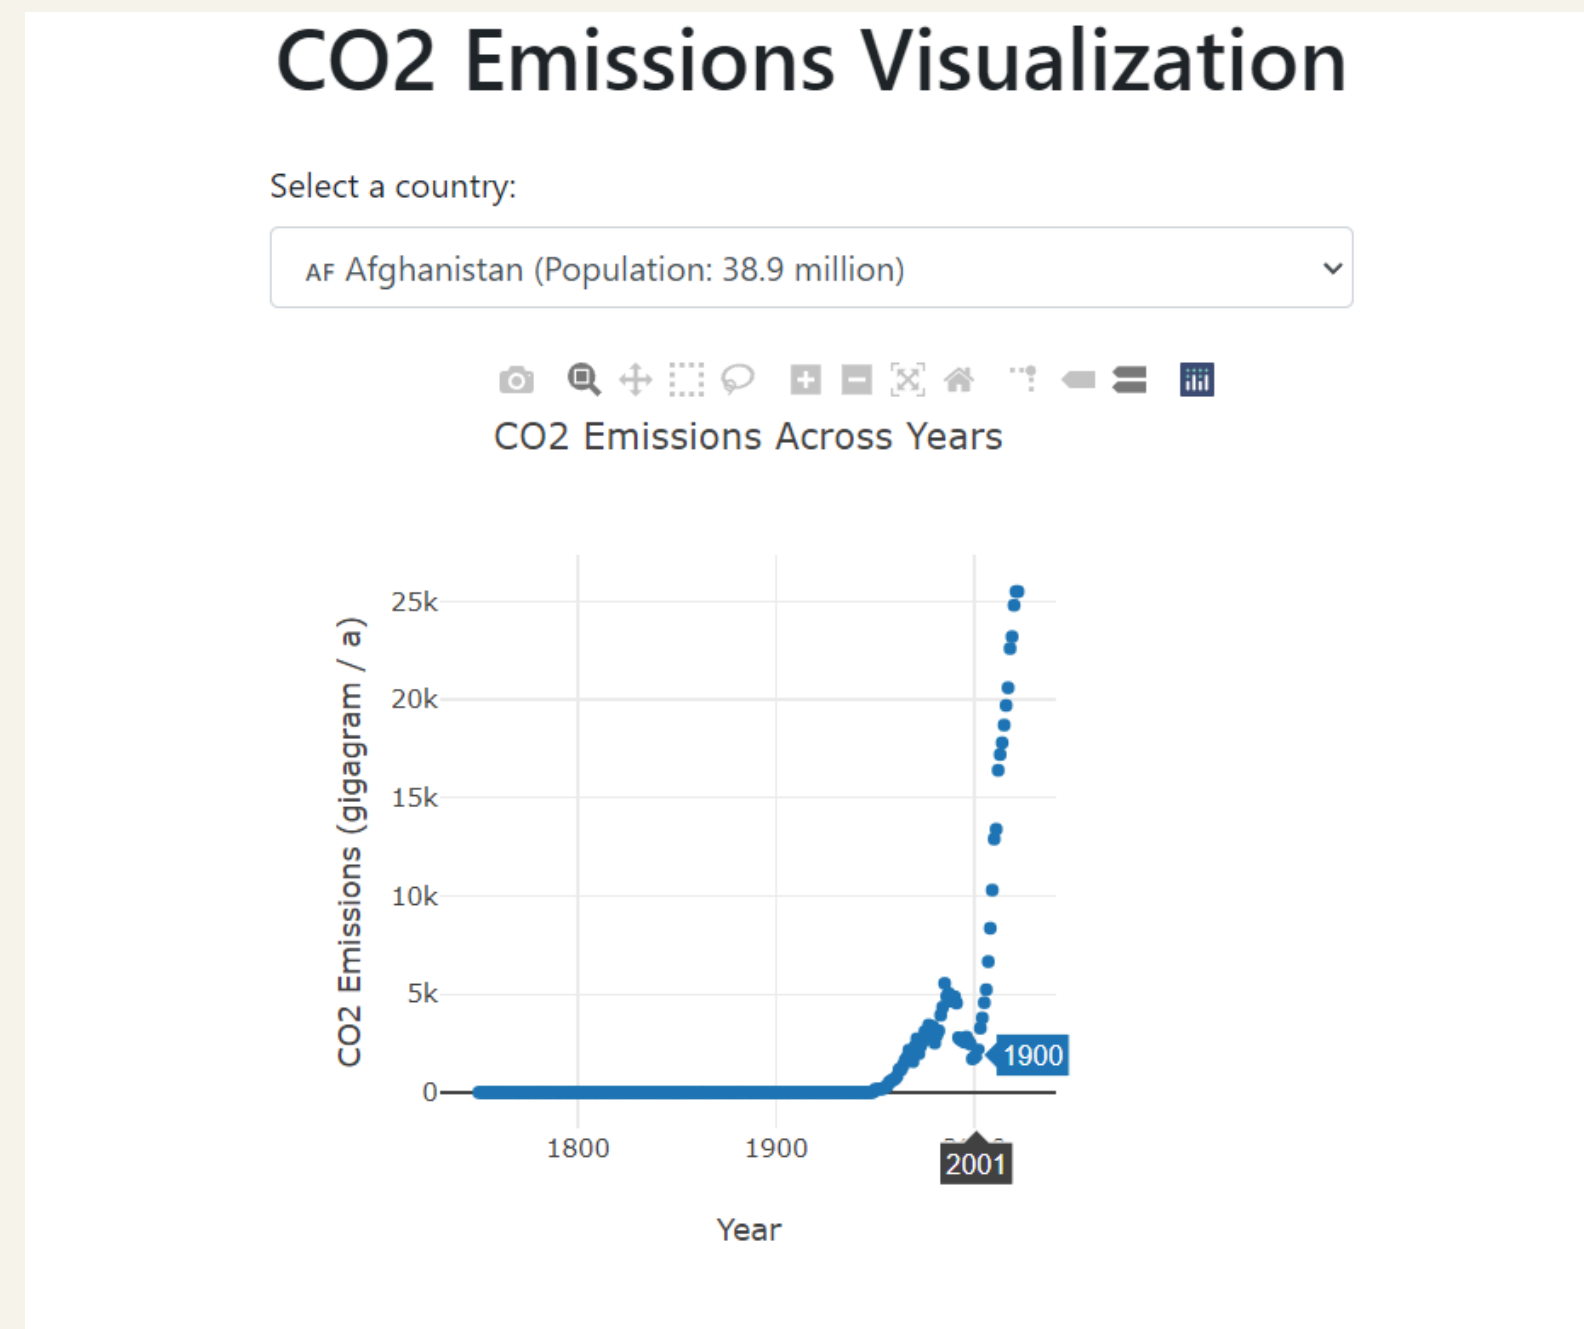 CO2 Emissions Visualization
Select a country:
AF Afghanistan (Population: 38.9 million)
CO2 Emissions Across Years
CO2 Emissions (gigagram / a)
25k
20k
15k
10k
5k
1900
0
1800
1900
2001
Year